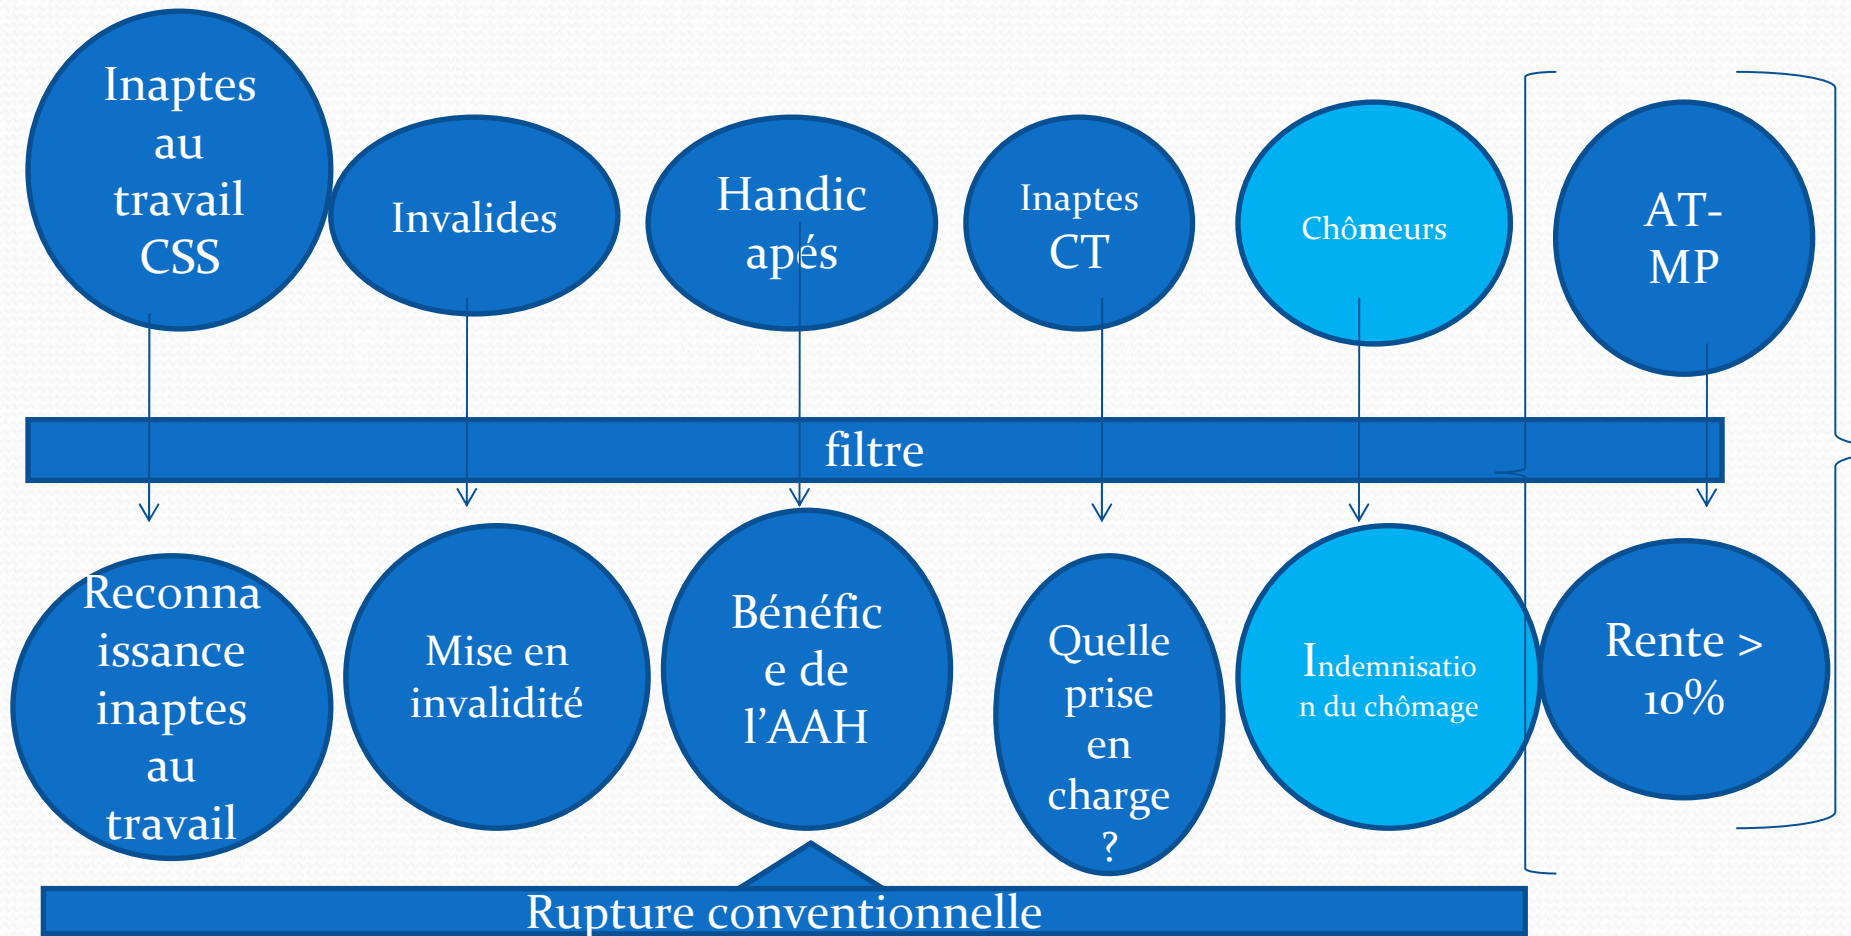 Inaptes
au
travail
CSS
Invalides
Handic
apés
Inaptes
CT
Chômeurs
AT-
MP
filtre
Reconna
issance
inaptes
au
travail
Mise en
invalidité
Bénéfic
e de
l’AAH
Quelle
prise
en
charge
?
Indemnisatio
n du chômage
Rente >
10%
Rupture conventionnelle